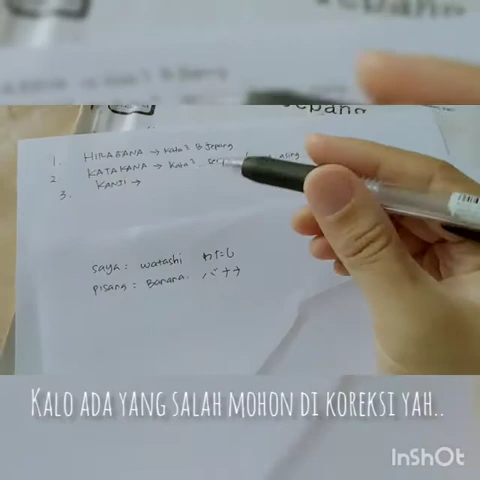 Jepang
1. HIRAGANA → kata² B. Jepang
2 KATAKANA → kata² asing
3. KANJI →
saya : watashi わたし
pisang : Banana. バナナ
KALO ADA YANG SALAH MOHON DI KOREKSI YAH..
InShOt